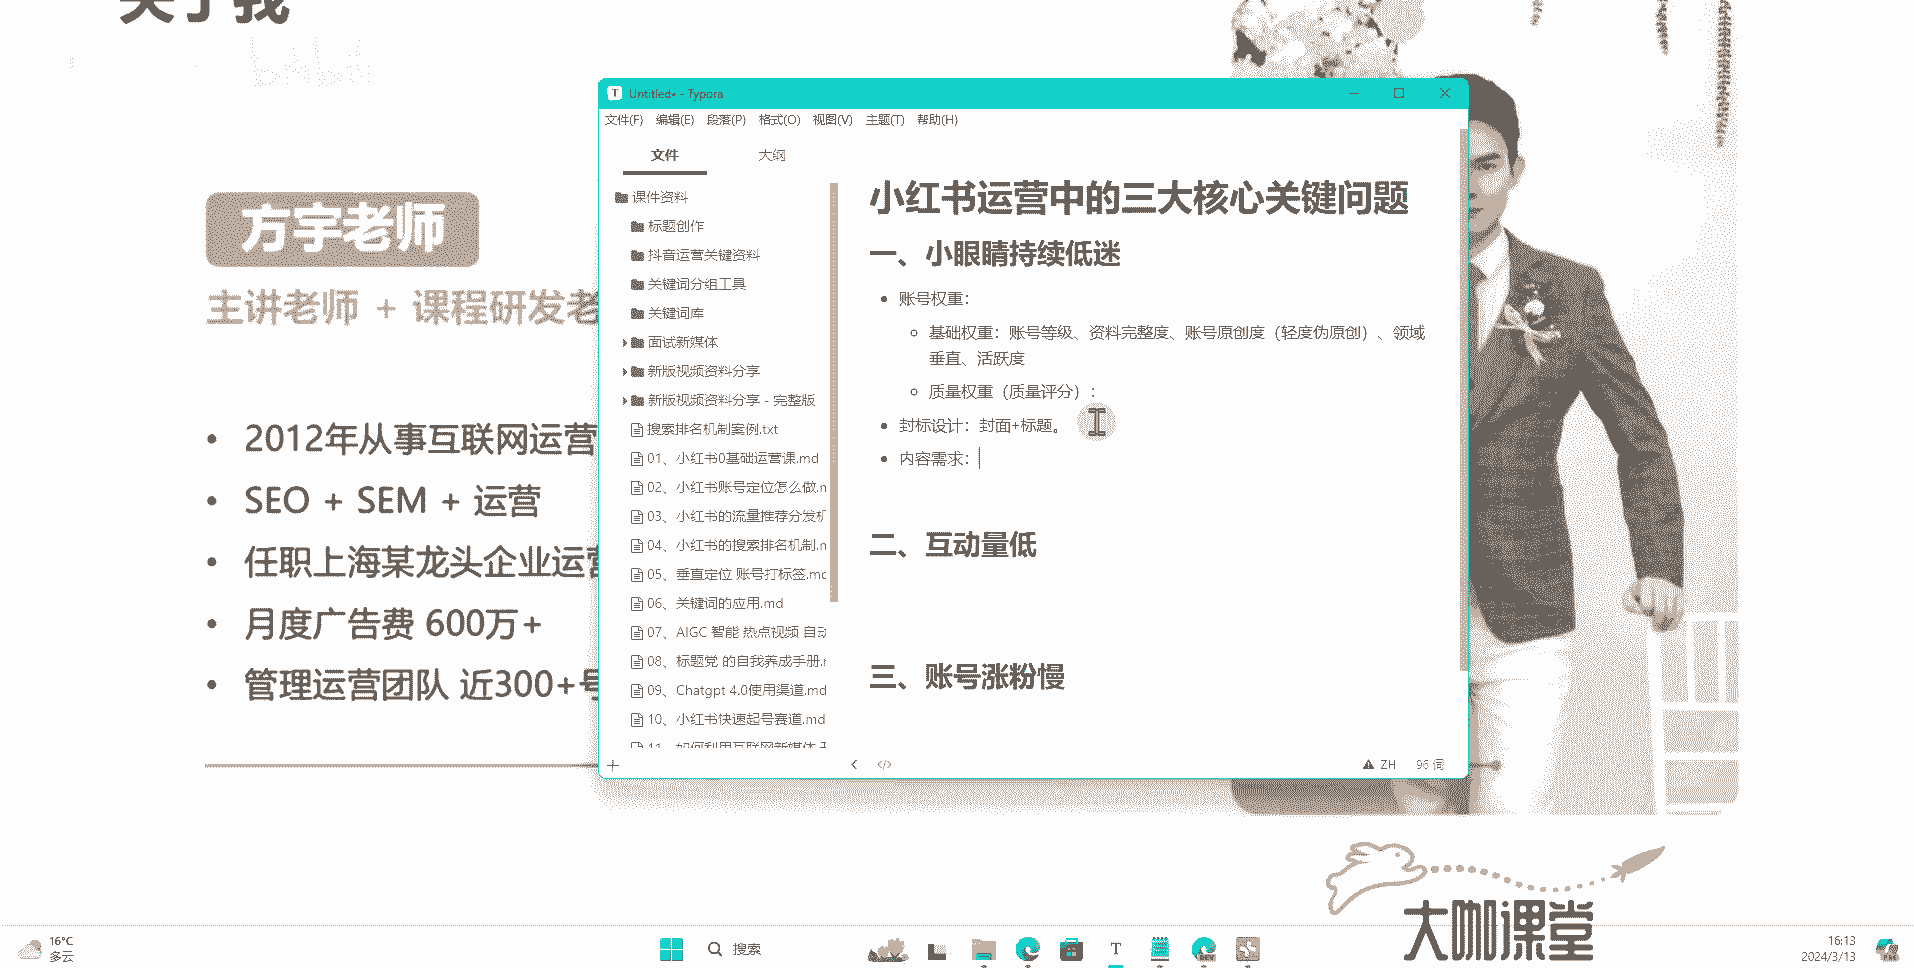 关于我
方宇老师
主讲老师 + 课程研发老
• 2012年从事互联网运营
• SEO + SEM + 运营
• 任职上海某龙头企业运营
• 月度广告费 600万+
• 管理运营团队 近300+号
Untitled• - Typora
文件(F) 编辑(E) 段落(P) 格式(O) 视图(V) 主题(T) 帮助(H)
文件 大纲
课件资料
标题创作
抖音运营关键资料
关键词分组工具
关键词库
面试新媒体
新版视频资料分享
新版视频资料分享 - 完整版
搜索排名机制案例.txt
01、小红书0基础运营课.md
02、小红书账号定位怎么做.n
03、小红书的流量推荐分发机
04、小红书的搜索排名机制.n
05、垂直定位 账号打标签.mc
06、关键词的应用.md
07、AIGC 智能 热点视频 自动
08、标题党 的自我养成手册.r
09、Chatgpt 4.0使用渠道.md
10、小红书快速起号赛道.md
11、如何利用互联网新媒体
小红书运营中的三大核心关键问题
一、小眼睛持续低迷
• 账号权重：
基础权重：账号等级、资料完整度、账号原创度（轻度伪原创）、领域
垂直、活跃度
质量权重（质量评分）：
• 封标设计：封面+标题。
• 内容需求：
二、互动量低
三、账号涨粉慢
ZH 96 词
大咖课堂
16°C
多云
搜索
T
DEV
16:13
2024/3/13
PRE